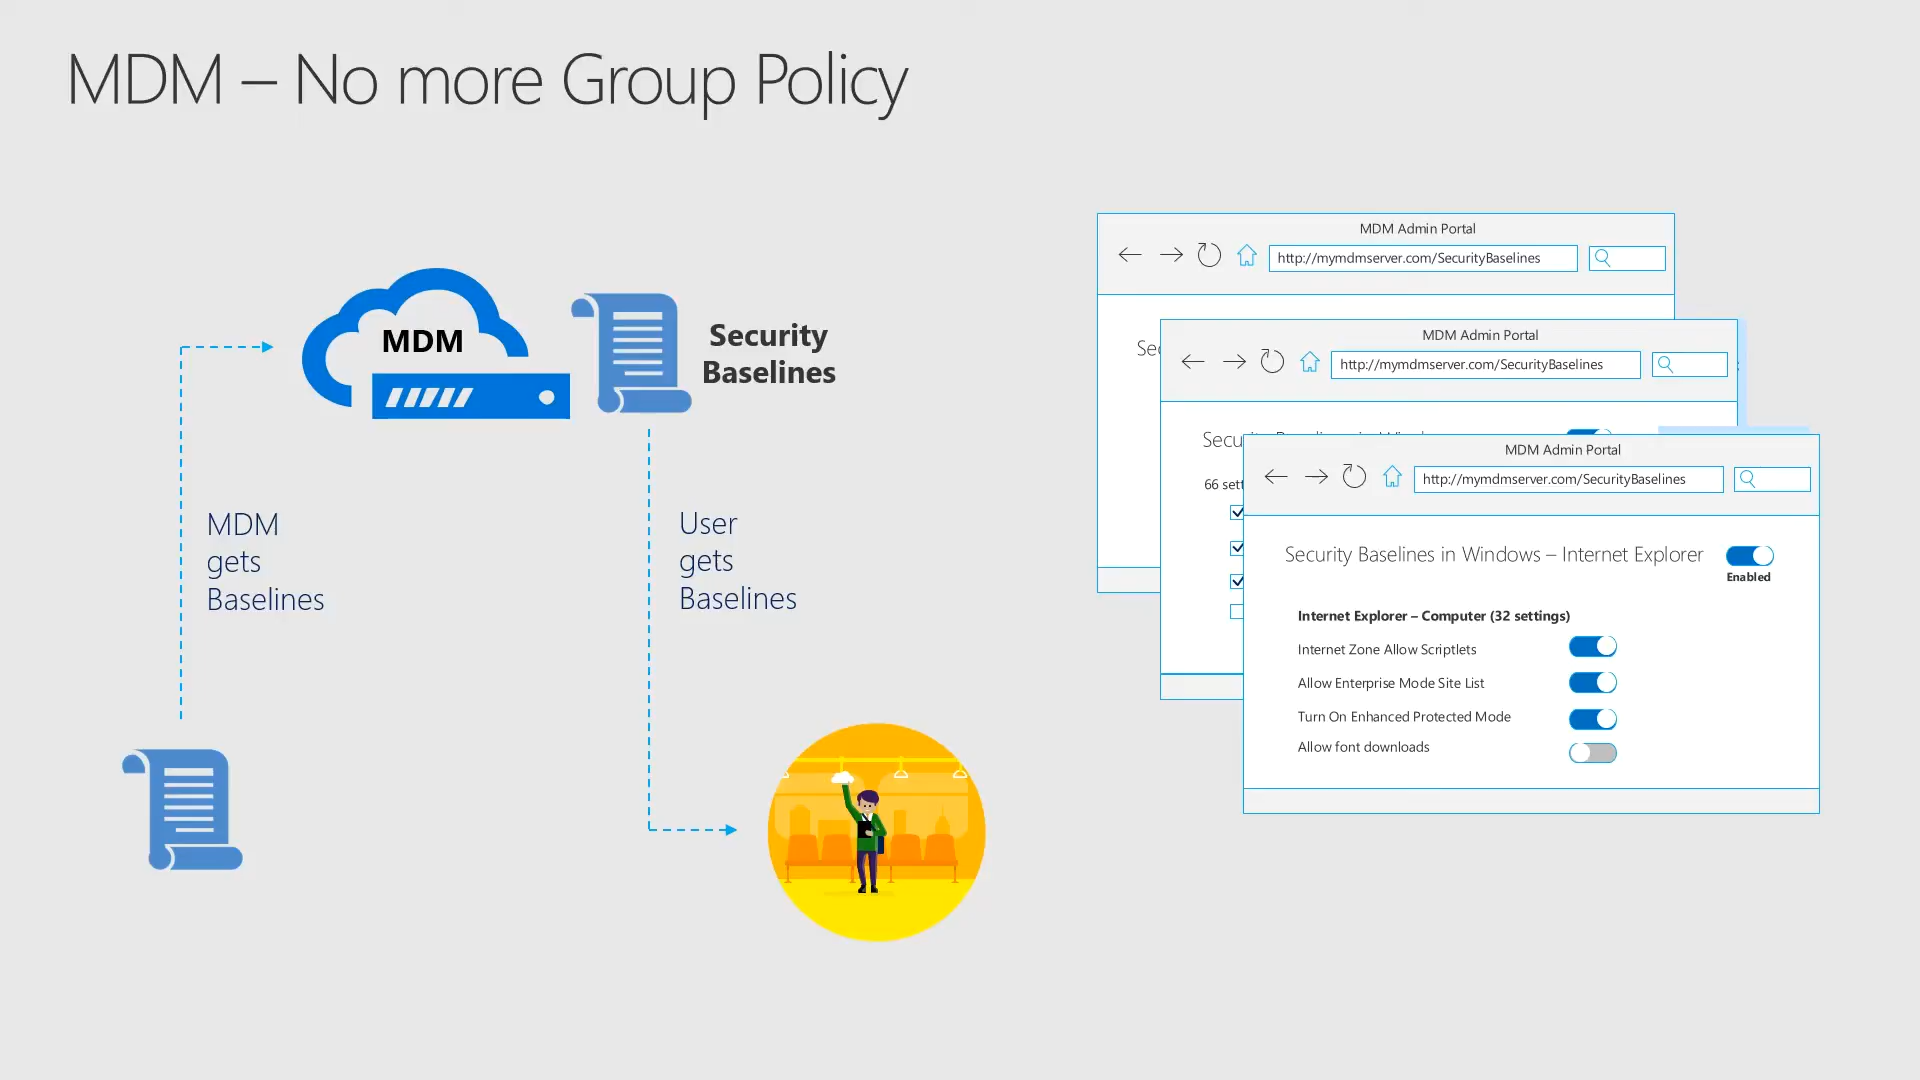 MDM – No more Group Policy
MDM
Security
Baselines
MDM
gets
Baselines
User
gets
Baselines
MDM Admin Portal
http://mymdmserver.com/SecurityBaselines
MDM Admin Portal
http://mymdmserver.com/SecurityBaselines
66
MDM Admin Portal
http://mymdmserver.com/SecurityBaselines
Security Baselines in Windows – Internet Explorer
Enabled
Internet Explorer – Computer (32 settings)
Internet Zone Allow Scriptlets
Allow Enterprise Mode Site List
Turn On Enhanced Protected Mode
Allow font downloads